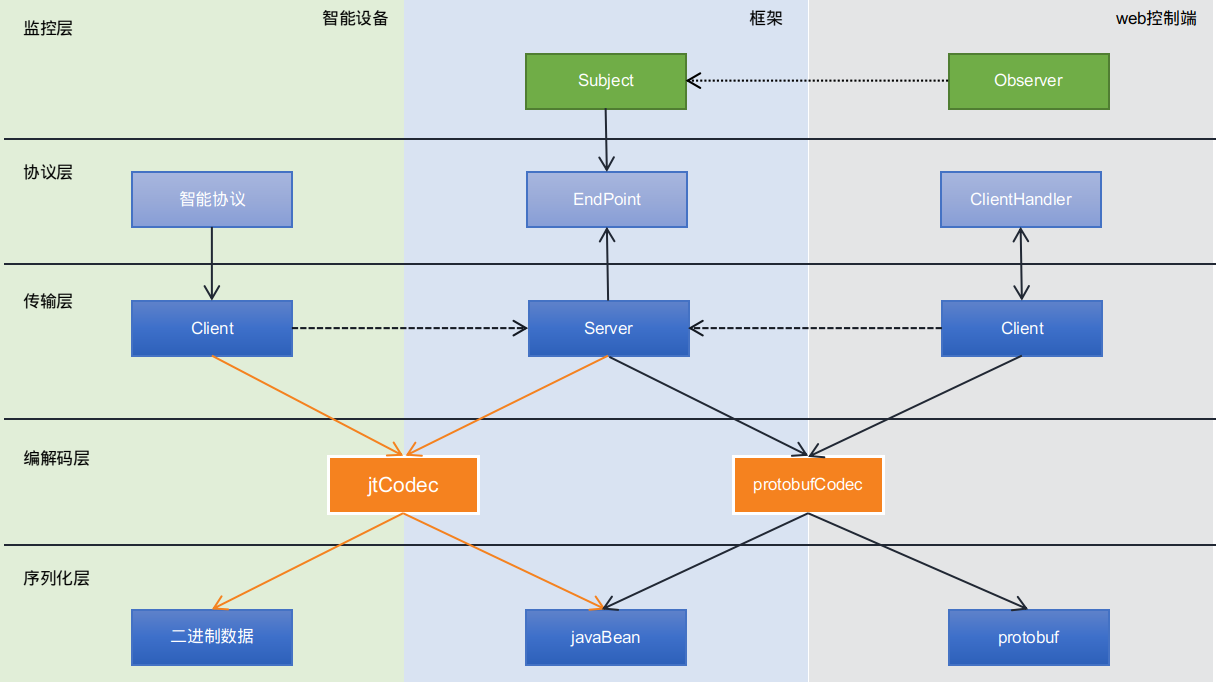 监控层
智能设备
框架
web控制端
Subject
Observer
协议层
智能协议
EndPoint
ClientHandler
传输层
Client
Server
Client
编解码层
jtCodec
protobufCodec
序列化层
二进制数据
javaBean
protobuf